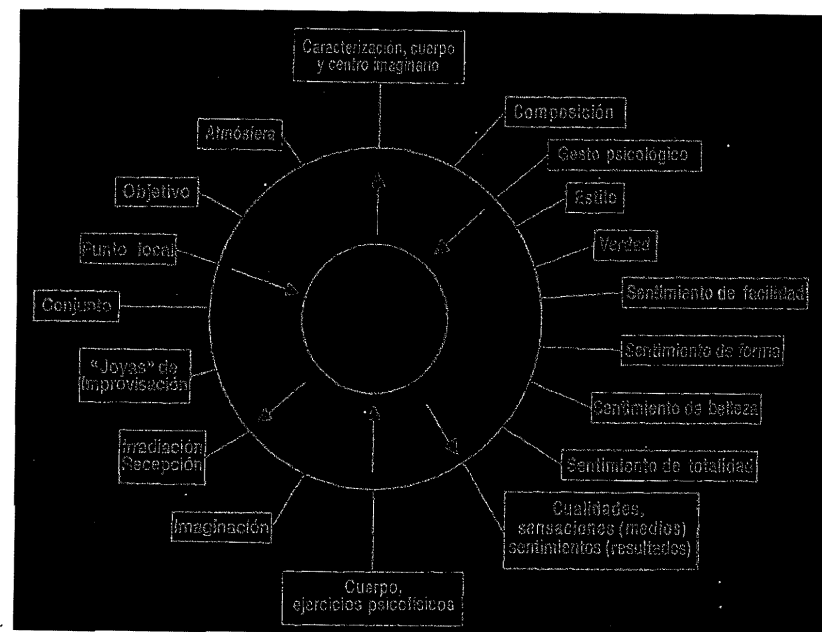 Caracterización, cuerpo
y centro imaginario
Composición
Gesto psicológico
Estilo
Verdad
Sentimiento de facilidad
Sentimiento de forma
Sentimiento de belleza
Sentimiento de totalidad
Cualidades,
sensaciones (medios)
sentimientos (resultados)
Cuerpo,
ejercicios psicofísicos
Imaginación
Irradiación
Recepción
“Joyas” de
Improvisación
Conjunto
Punto focal
Objetivo
Atmósfera